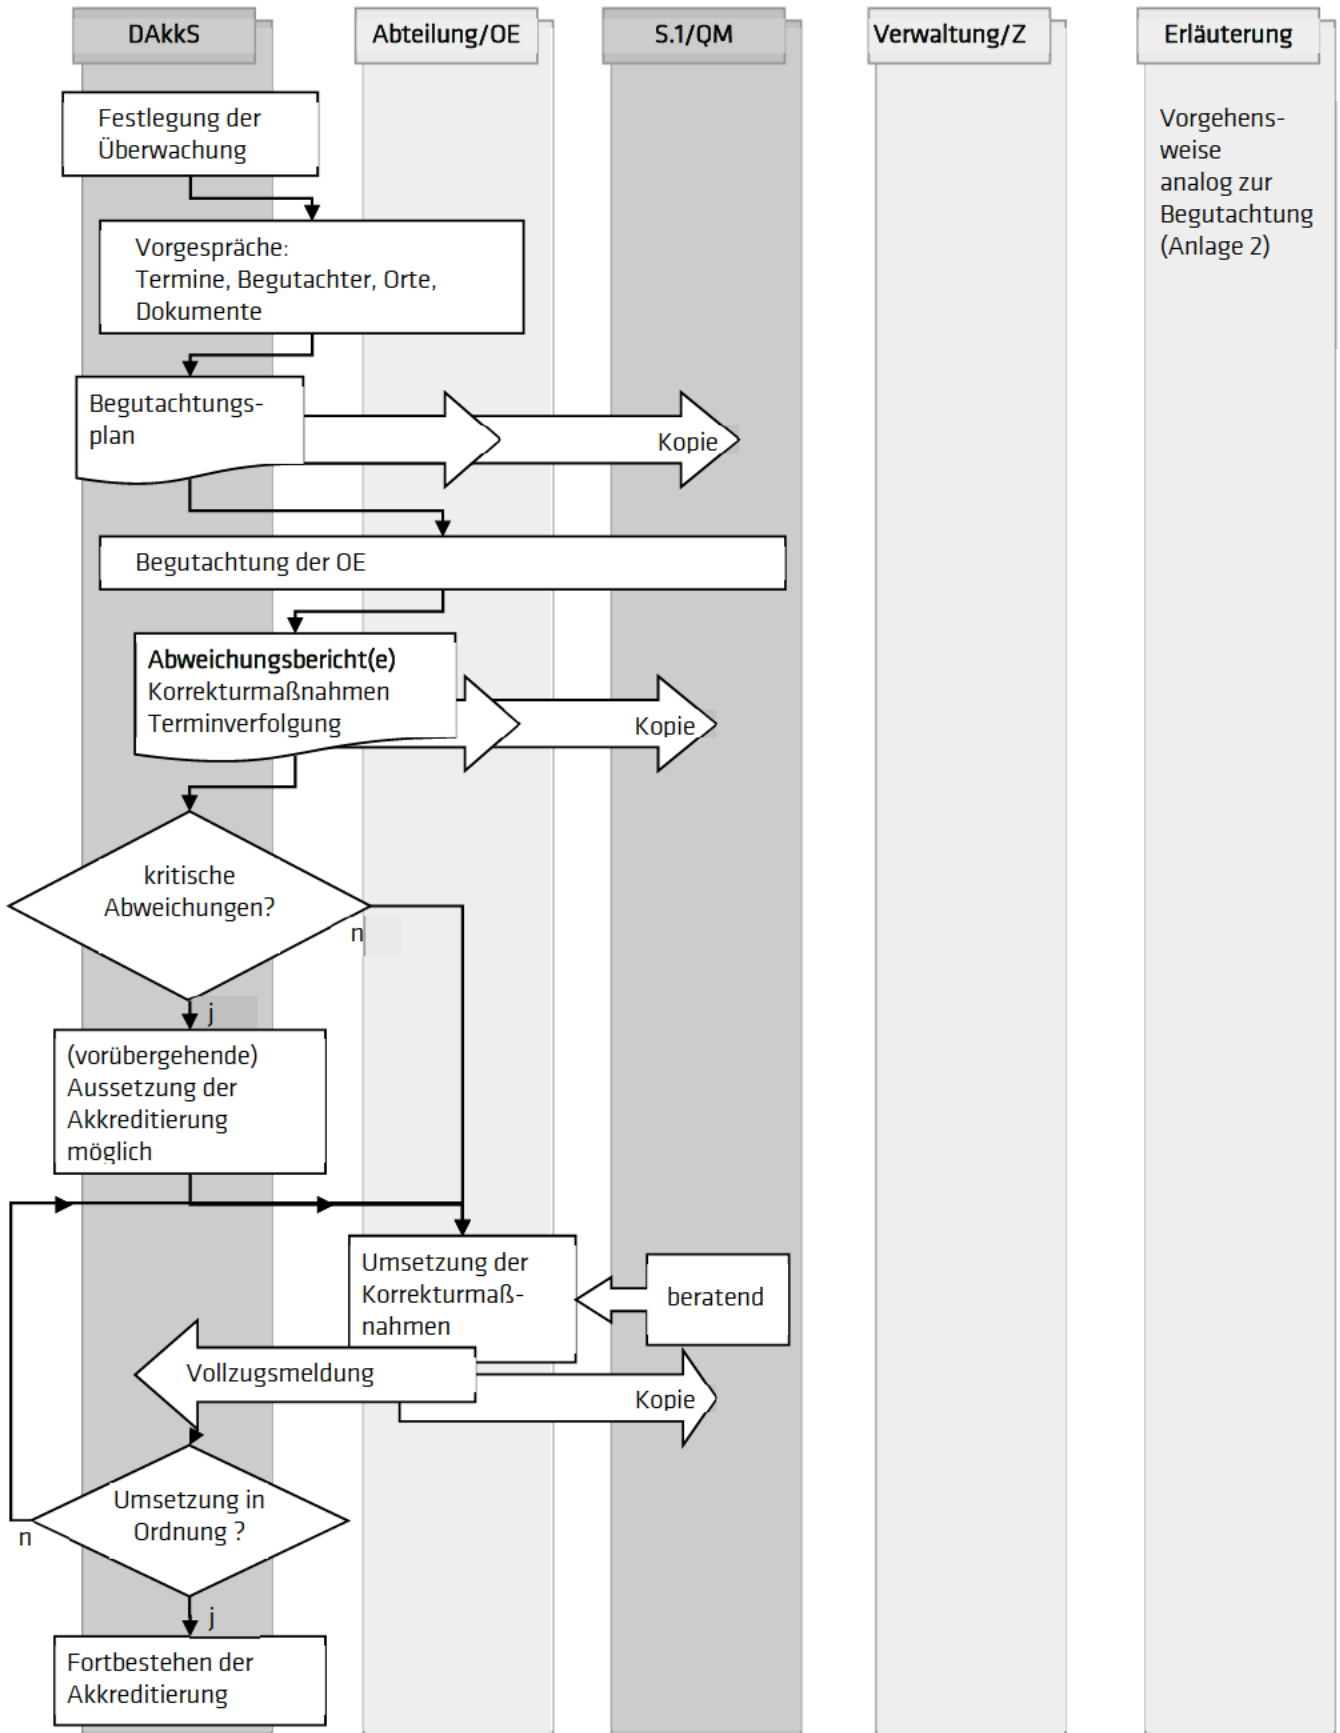 DAkkS
Abteilung/OE
S.1/QM
Verwaltung/Z
Erläuterung
Festlegung der
Überwachung
Vorgehens-
weise
analog zur
Begutachtung
(Anlage 2)
Vorgespräche:
Termine, Begutachter, Orte,
Dokumente
Begutachtungs-
plan
Kopie
Begutachtung der OE
Abweichungsbericht(e)
Korrekturmaßnahmen
Terminverfolgung
Kopie
kritische
Abweichungen?
n
j
(vorübergehende)
Aussetzung der
Akkreditierung
möglich
Umsetzung der
Korrekturmaß-
nahmen
beratend
Vollzugsmeldung
Kopie
Umsetzung in
Ordnung ?
n
j
Fortbestehen der
Akkreditierung